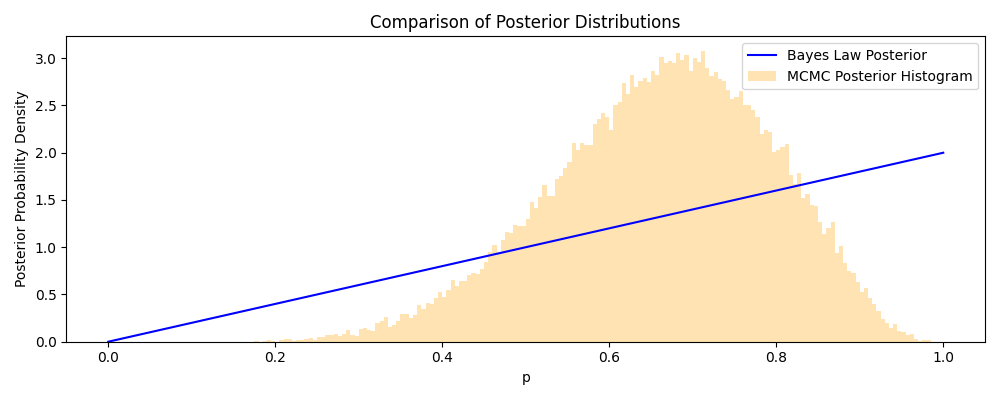 Comparison of Posterior Distributions
Bayes Law Posterior
MCMC Posterior Histogram
Posterior Probability Density
3.0
2.5
2.0
1.5
1.0
0.5
0.0
0.0 0.2 0.4 0.6 0.8 1.0
p